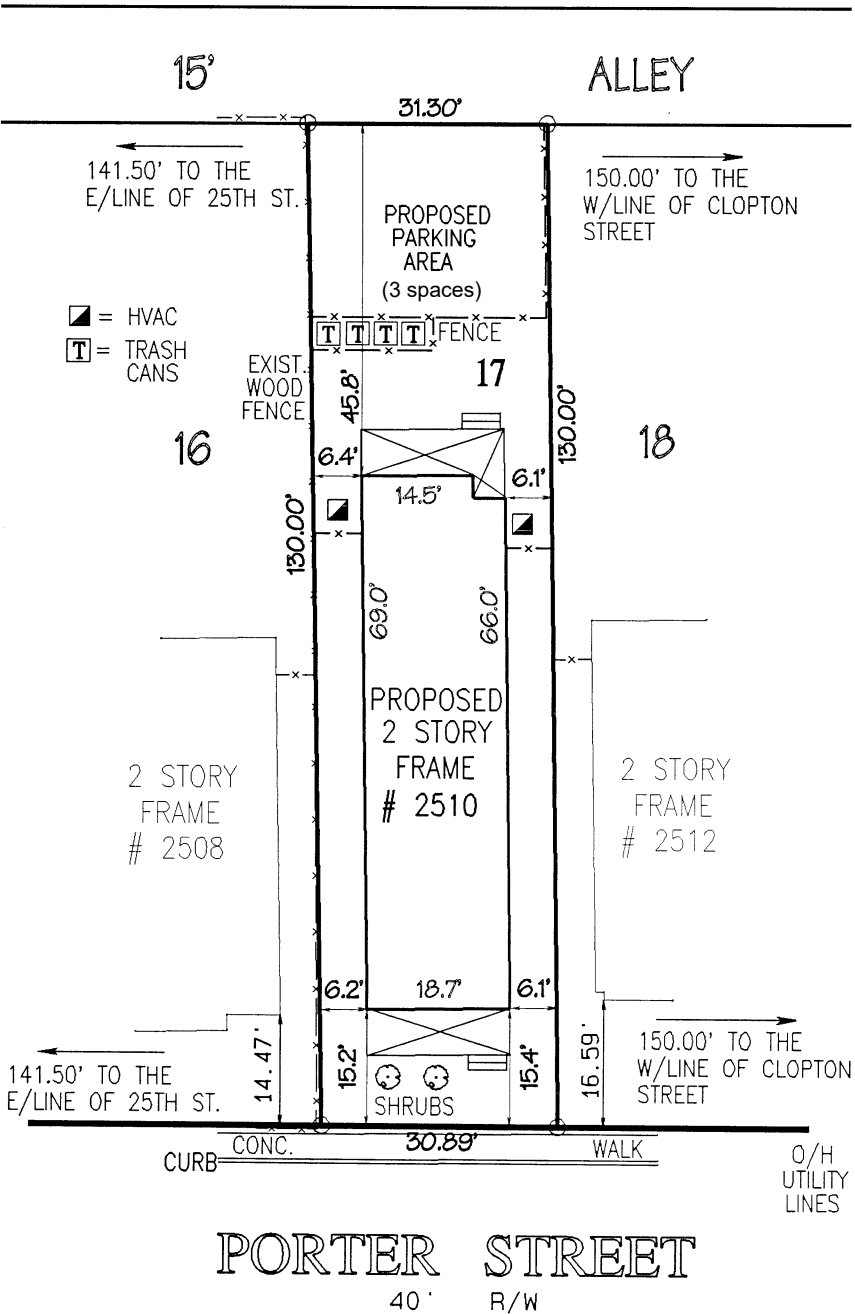 15' ALLEY
31.30'
141.50' TO THE
E/LINE OF 25TH ST.
150.00' TO THE
W/LINE OF CLOPTON
STREET
PROPOSED
PARKING
AREA
(3 spaces)
= HVAC
T = TRASH
CANS
T T T T FENCE
EXIST.
WOOD
FENCE
45.8'
17
130.00'
16
18
6.4'
6.1'
14.5'
130.00'
69.0'
66.0'
PROPOSED
2 STORY
FRAME
# 2510
2 STORY
FRAME
# 2508
2 STORY
FRAME
# 2512
6.2'
18.7'
6.1'
14.47'
15.2'
15.4'
16.59'
SHRUBS
141.50' TO THE
E/LINE OF 25TH ST.
150.00' TO THE
W/LINE OF CLOPTON
STREET
CONC.
30.89'
WALK
CURB
O/H
UTILITY
LINES
PORTER STREET
40' R/W